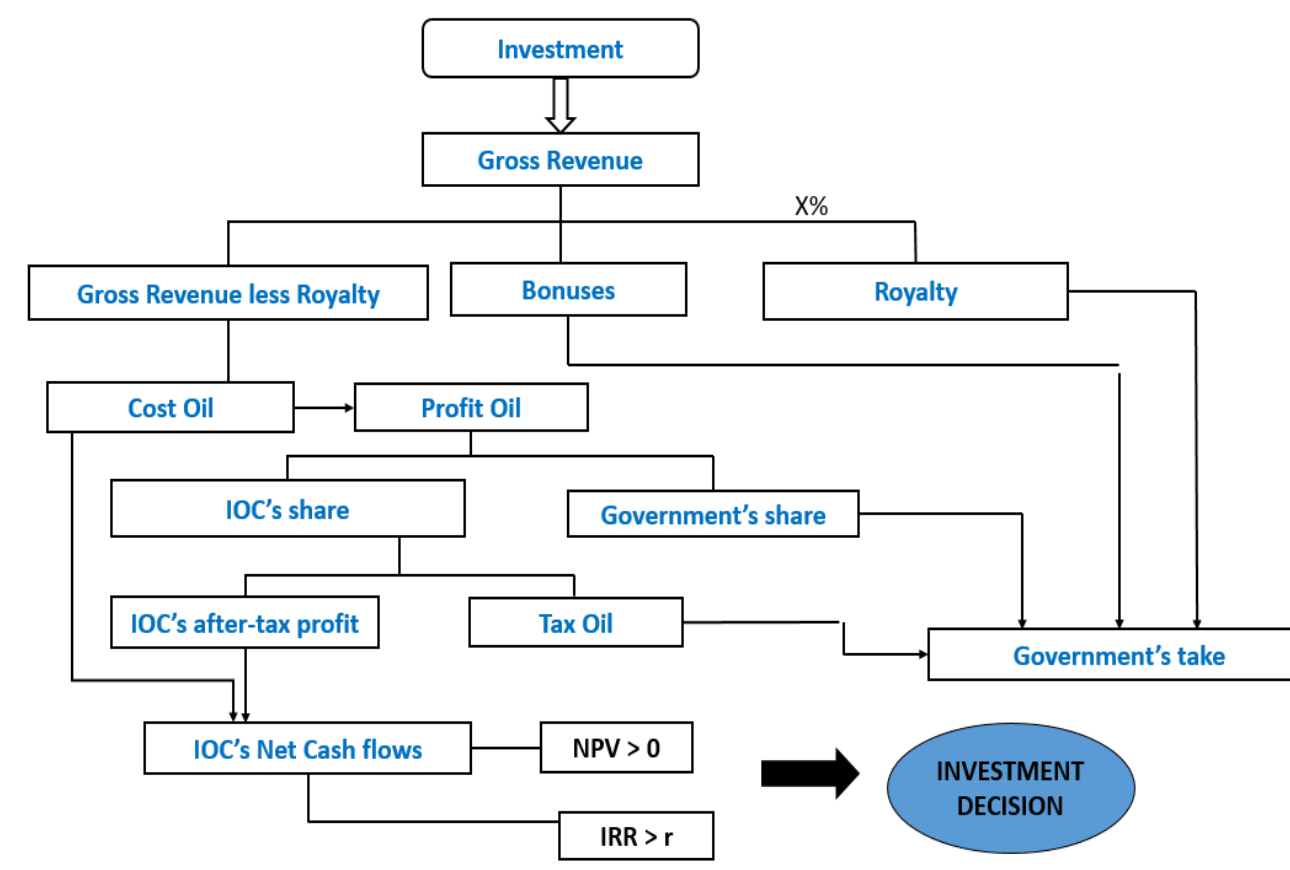 Investment
Gross Revenue
X%
Gross Revenue less Royalty
Bonuses
Royalty
Cost Oil
Profit Oil
IOC’s share
Government’s share
IOC’s after-tax profit
Tax Oil
Government’s take
IOC’s Net Cash flows
NPV > 0
INVESTMENT
DECISION
IRR > r